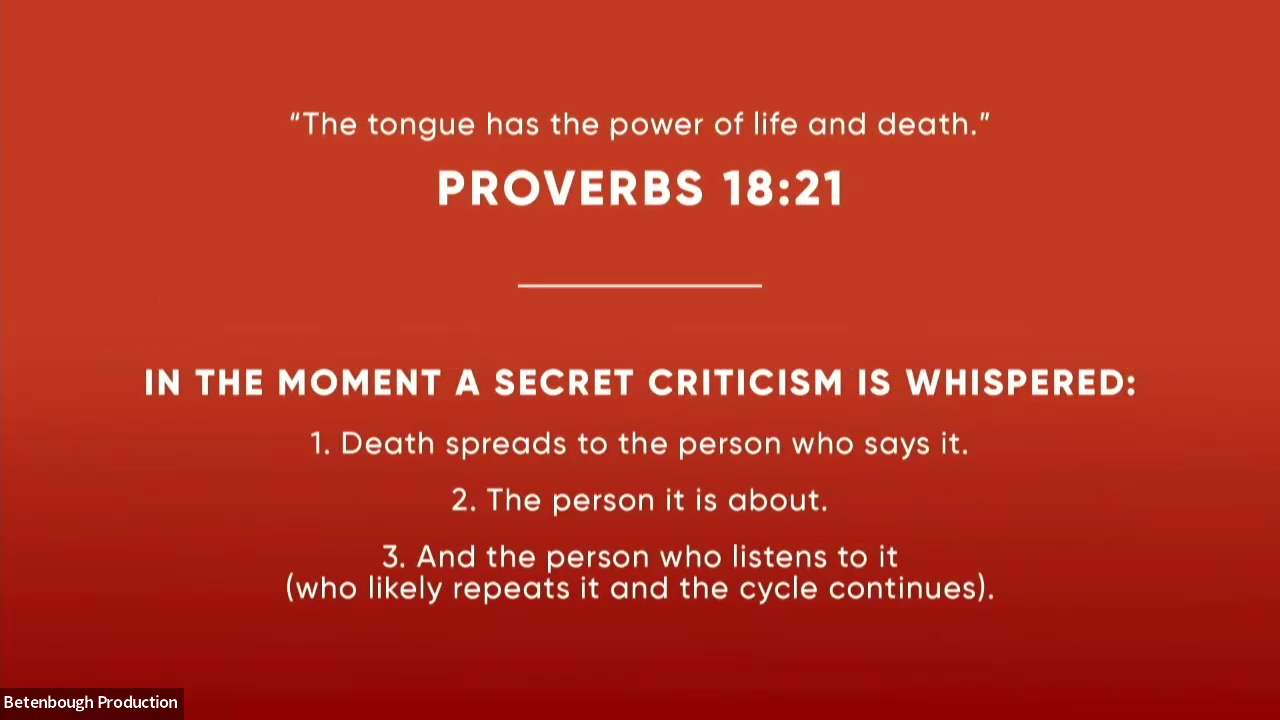 “The tongue has the power of life and death.”
PROVERBS 18:21
IN THE MOMENT A SECRET CRITICISM IS WHISPERED:
1. Death spreads to the person who says it.
2. The person it is about.
3. And the person who listens to it
(who likely repeats it and the cycle continues).
Betenbough Production